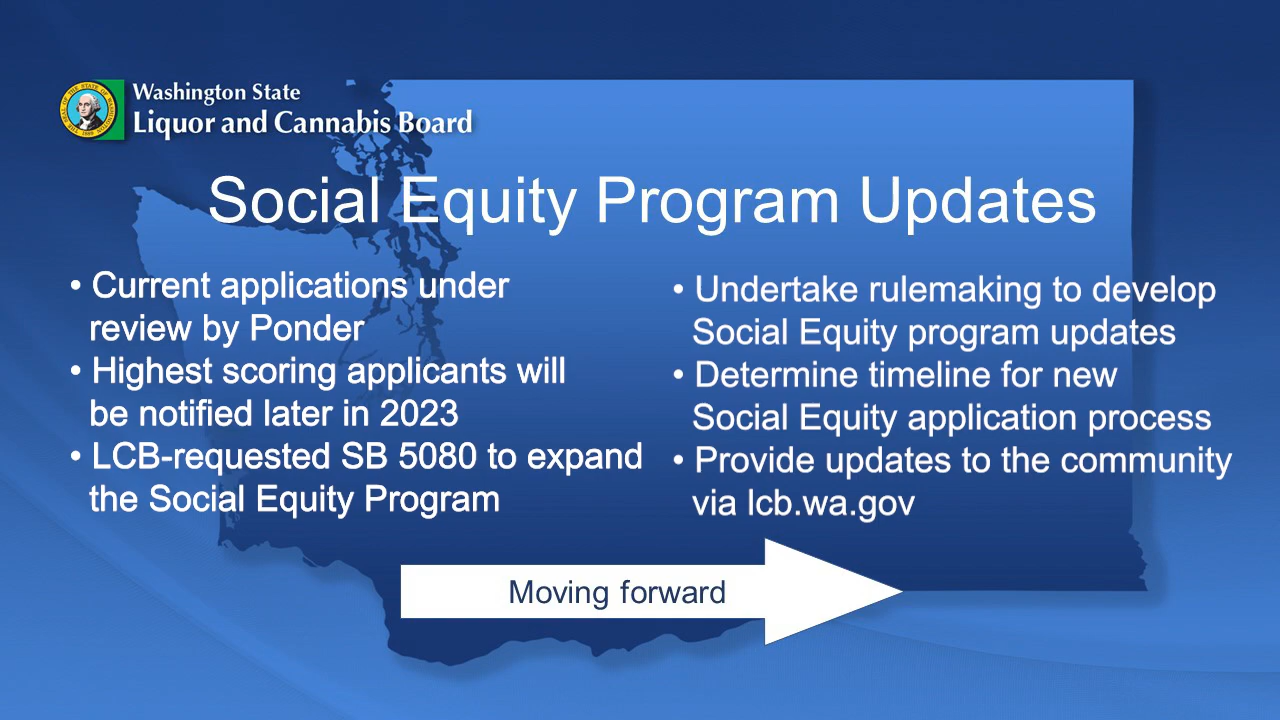 Washington State
Liquor and Cannabis Board
Social Equity Program Updates
• Current applications under
review by Ponder
• Highest scoring applicants will
be notified later in 2023
• LCB-requested SB 5080 to expand
the Social Equity Program
• Undertake rulemaking to develop
Social Equity program updates
• Determine timeline for new
Social Equity application process
• Provide updates to the community
via lcb.wa.gov
Moving forward